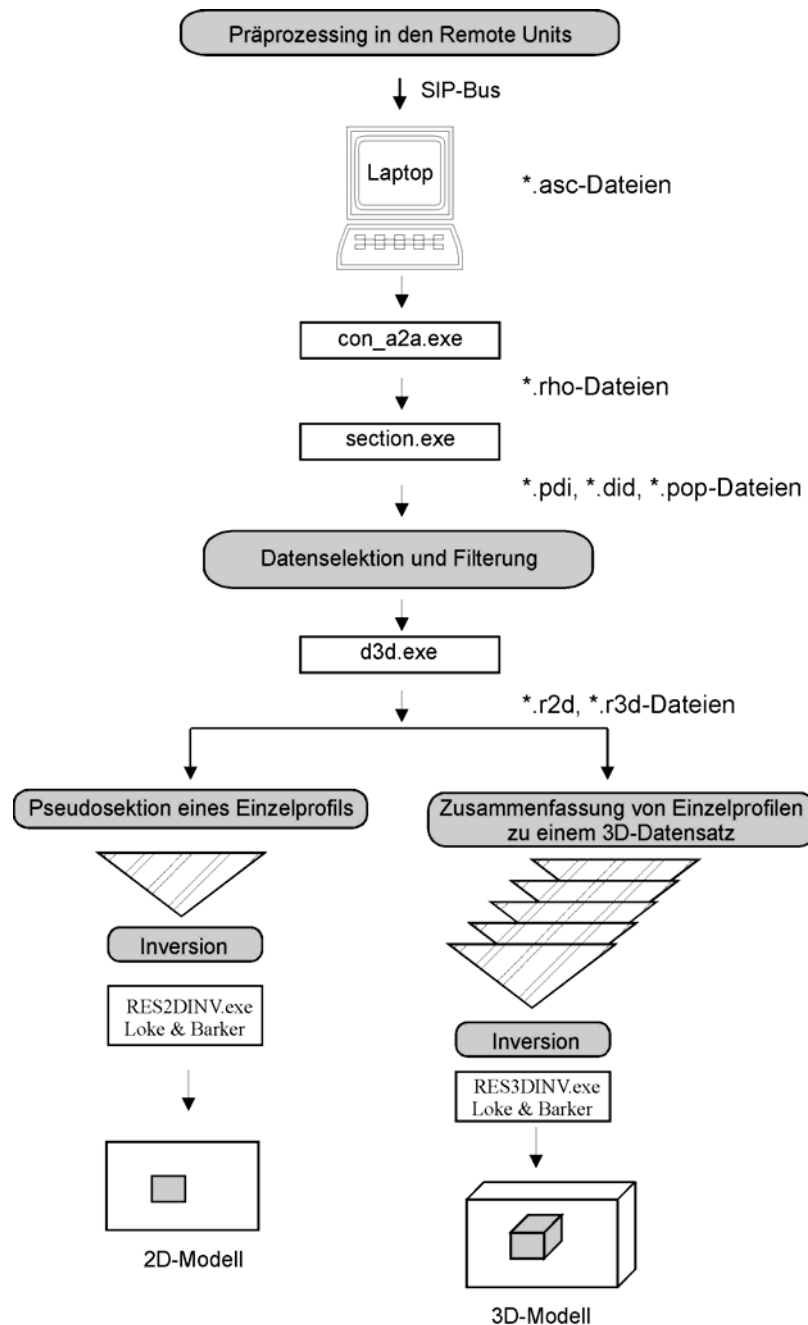 Präprozessing in den Remote Units
SIP-Bus
Laptop
*.asc-Dateien
con_a2a.exe
*.rho-Dateien
section.exe
*.pdi, *.did, *.pop-Dateien
Datenselektion und Filterung
d3d.exe
*.r2d, *.r3d-Dateien
Pseudosektion eines Einzelprofils
Inversion
RES2DINV.exe
Loke & Barker
2D-Modell
Zusammenfassung von Einzelprofilen
zu einem 3D-Datensatz
Inversion
RES3DINV.exe
Loke & Barker
3D-Modell